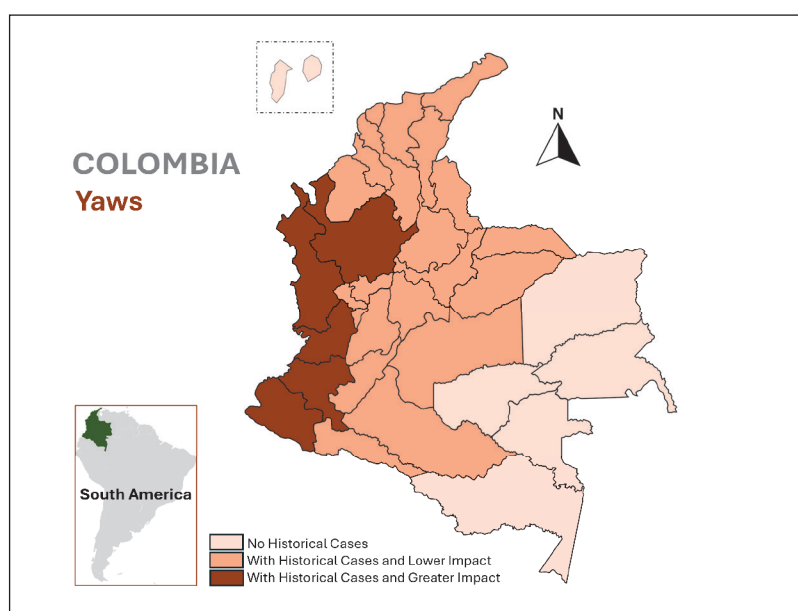 N
COLOMBIA
Yaws
South America
No Historical Cases
With Historical Cases and Lower Impact
With Historical Cases and Greater Impact